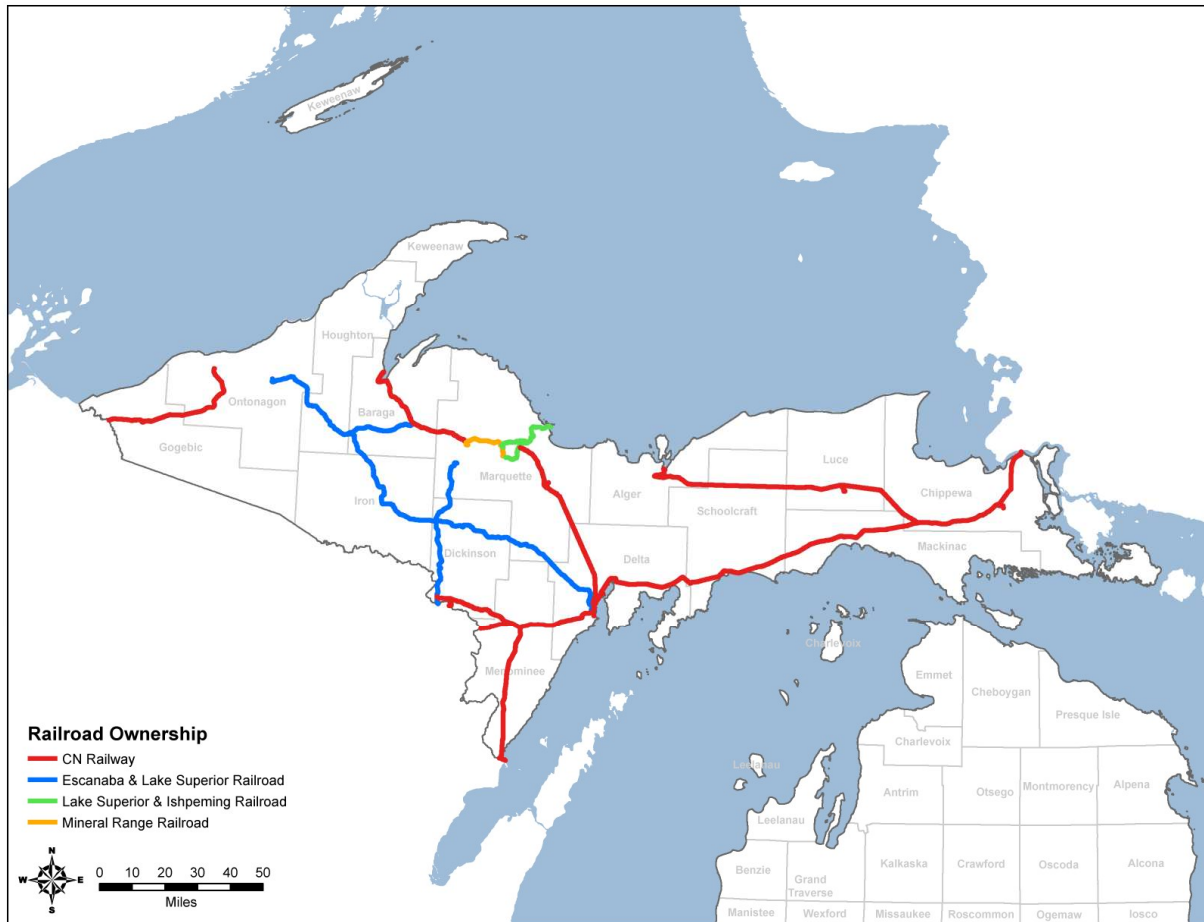 Keweenaw
Keweenaw
Houghton
Ontonagon
Baraga
Gogebic
Marquette
Iron
Dickinson
Alger
Luce
Schoolcraft
Chippewa
Mackinac
Delta
Menominee
Charlevoix
Emmet
Cheboygan
Presque Isle
Charlevoix
Leelanau
Antrim
Otsego
Montmorency
Alpena
Leelanau
Benzie
Grand
Traverse
Kalkaska
Crawford
Oscoda
Alcona
Manistee
Wexford
Missaukee
Roscommon
Ogemaw
Iosco
Railroad Ownership
CN Railway
Escanaba & Lake Superior Railroad
Lake Superior & Ishpeming Railroad
Mineral Range Railroad
N
W E
S
0 10 20 30 40 50
Miles